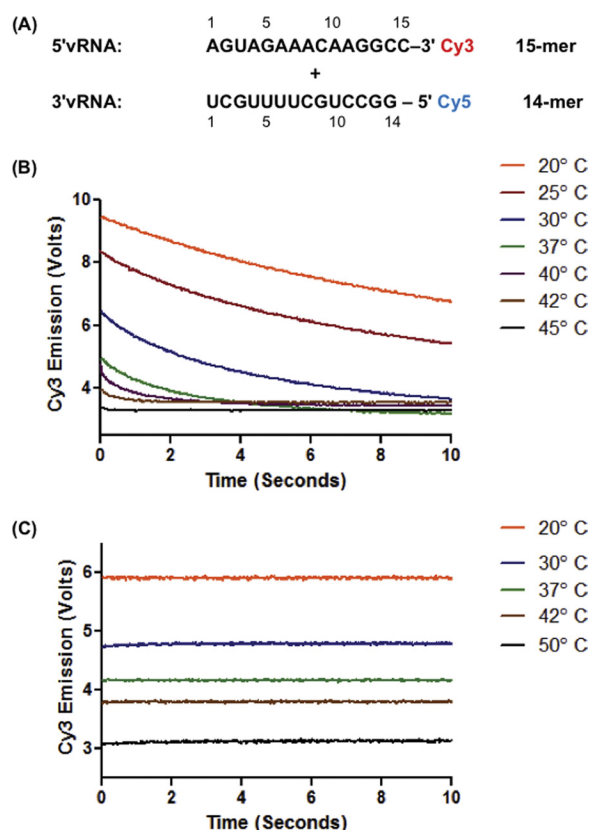 (A)
1 5 10 15
5'vRNA: AGUAGAAACAAGGCC–3' Cy3 15-mer
+
3'vRNA: UCGUUUUCGUCCGG – 5' Cy5 14-mer
1 5 10 14
(B)
Cy3 Emission (Volts)
10
8
6
4
0 2 4 6 8 10
Time (Seconds)
20° C
25° C
30° C
37° C
40° C
42° C
45° C
(C)
Cy3 Emission (Volts)
6
5
4
3
0 2 4 6 8 10
Time (Seconds)
20° C
30° C
37° C
42° C
50° C